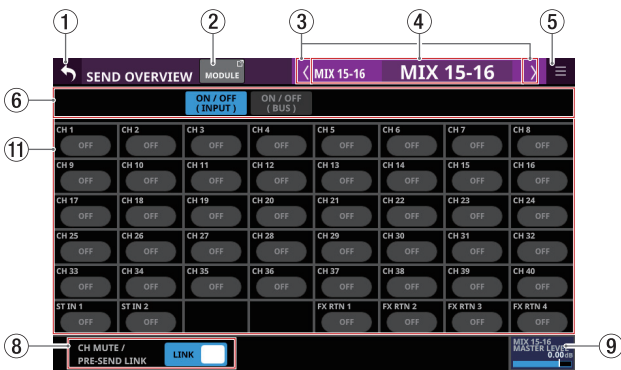 1 2 3 4 5
SEND OVERVIEW MODULE MIX 15-16 MIX 15-16
6
ON / OFF
( INPUT )
ON / OFF
( BUS )
11
CH 1 CH 2 CH 3 CH 4 CH 5 CH 6 CH 7 CH 8
OFF OFF OFF OFF OFF OFF OFF OFF
CH 9 CH 10 CH 11 CH 12 CH 13 CH 14 CH 15 CH 16
OFF OFF OFF OFF OFF OFF OFF OFF
CH 17 CH 18 CH 19 CH 20 CH 21 CH 22 CH 23 CH 24
OFF OFF OFF OFF OFF OFF OFF OFF
CH 25 CH 26 CH 27 CH 28 CH 29 CH 30 CH 31 CH 32
OFF OFF OFF OFF OFF OFF OFF OFF
CH 33 CH 34 CH 35 CH 36 CH 37 CH 38 CH 39 CH 40
OFF OFF OFF OFF OFF OFF OFF OFF
ST IN 1 ST IN 2 FX RTN 1 FX RTN 2 FX RTN 3 FX RTN 4
OFF OFF OFF OFF OFF OFF
8
CH MUTE /
PRE-SEND LINK
LINK
MIX 15-16
MASTER LEVEL
0.00 dB
9